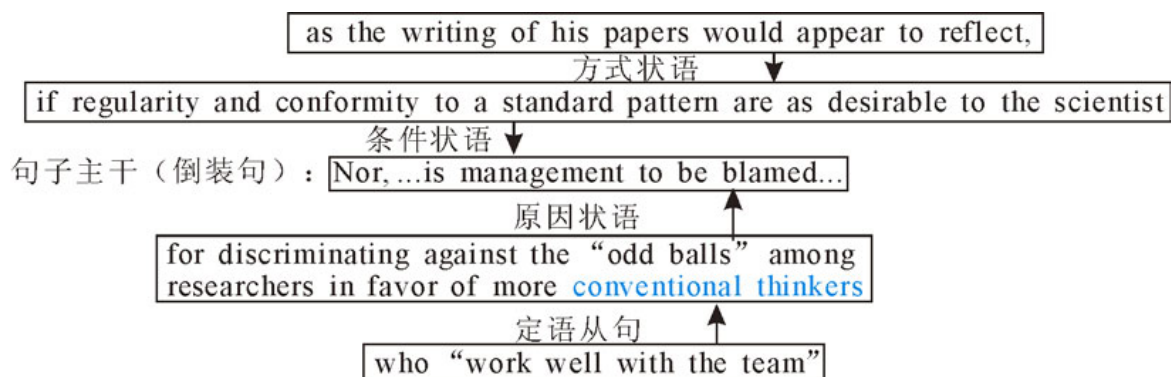 as the writing of his papers would appear to reflect,
方式状语
if regularity and conformity to a standard pattern are as desirable to the scientist
条件状语
句子主干（倒装句）：Nor, ...is management to be blamed...
原因状语
for discriminating against the “odd balls” among
researchers in favor of more conventional thinkers
定语从句
who “work well with the team”